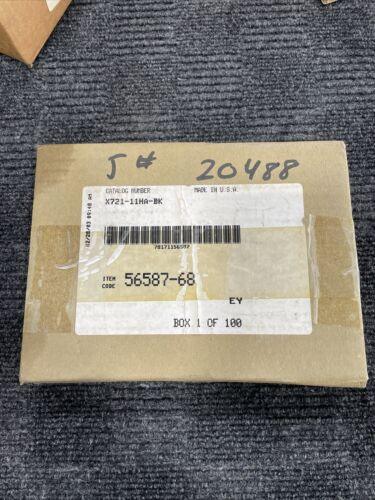 J # 20488
CATALOG NUMBER MADE IN U.S.A.
X721-11HA-BK
ITEM CODE 56587-68
EY
BOX 1 OF 100